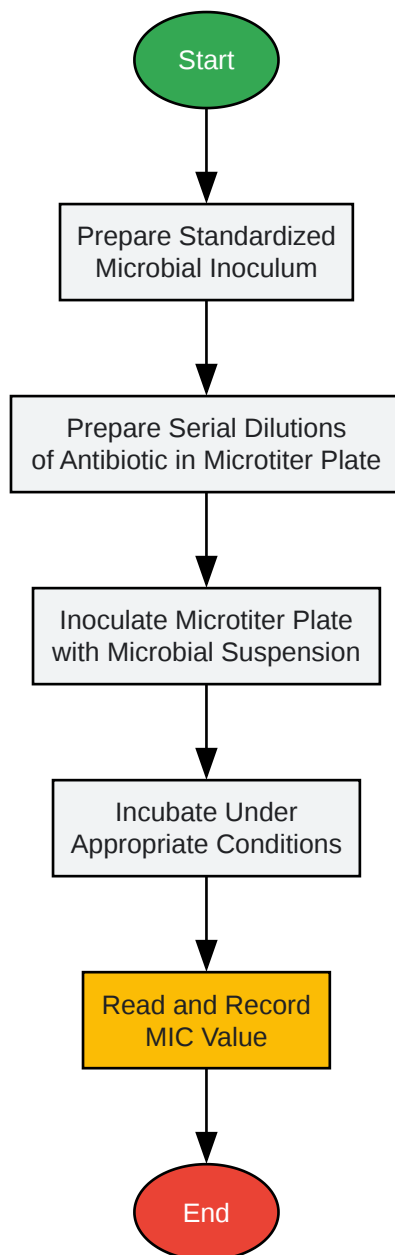 Start
Prepare Standardized
Microbial Inoculum
Prepare Serial Dilutions
of Antibiotic in Microtiter Plate
Inoculate Microtiter Plate
with Microbial Suspension
Incubate Under
Appropriate Conditions
Read and Record
MIC Value
End